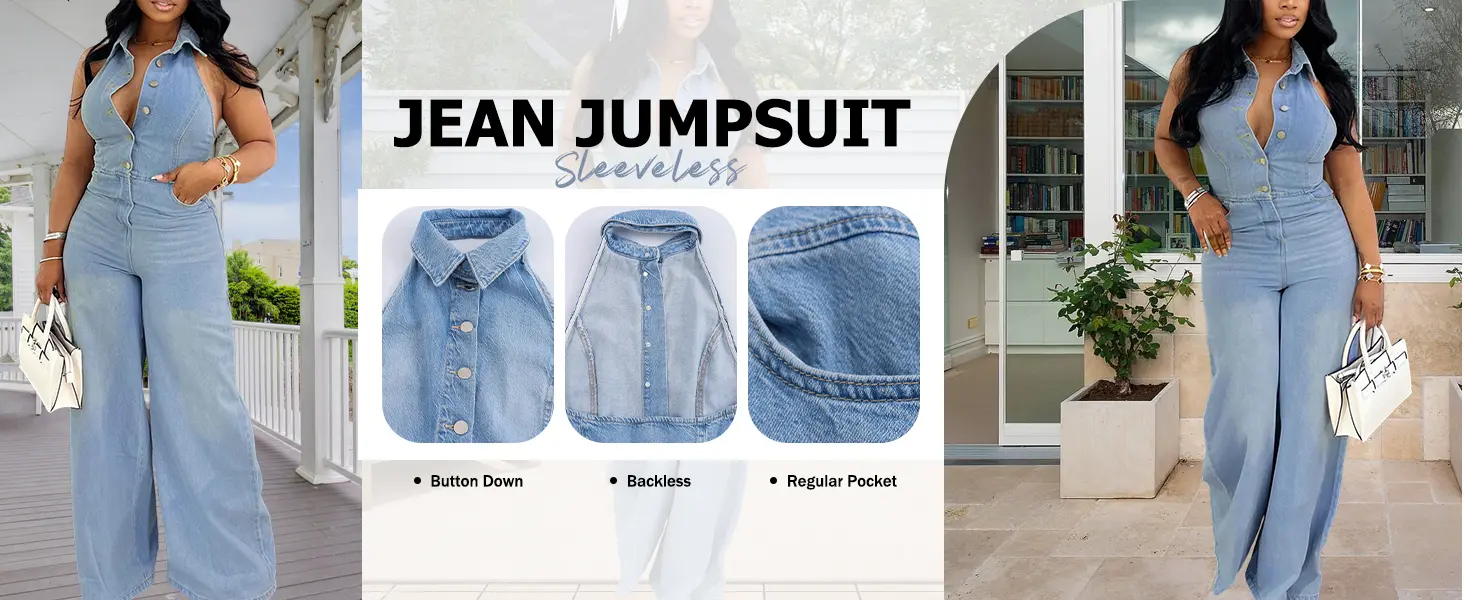 JEAN JUMPSUIT
Sleeveless
• Button Down
• Backless
• Regular Pocket